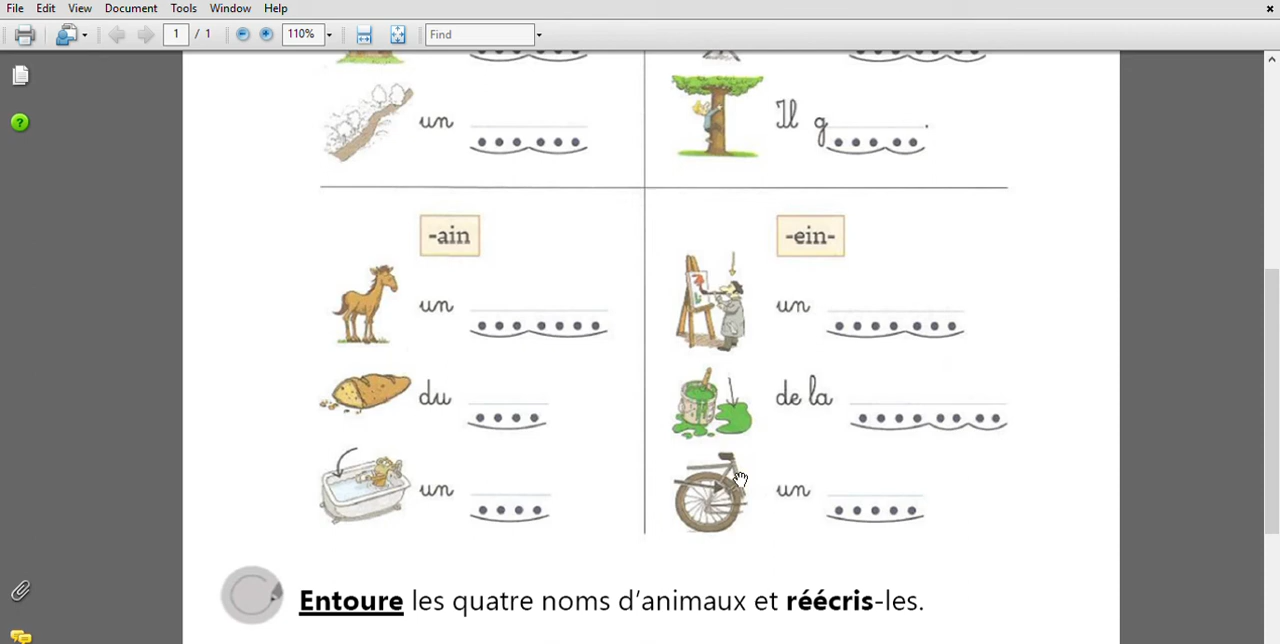 File Edit View Document Tools Window Help
1 / 1 110% Find
un
Il g .
-ain
-ein-
un
un
du
de la
un
un
Entoure les quatre noms d'animaux et réécris-les.